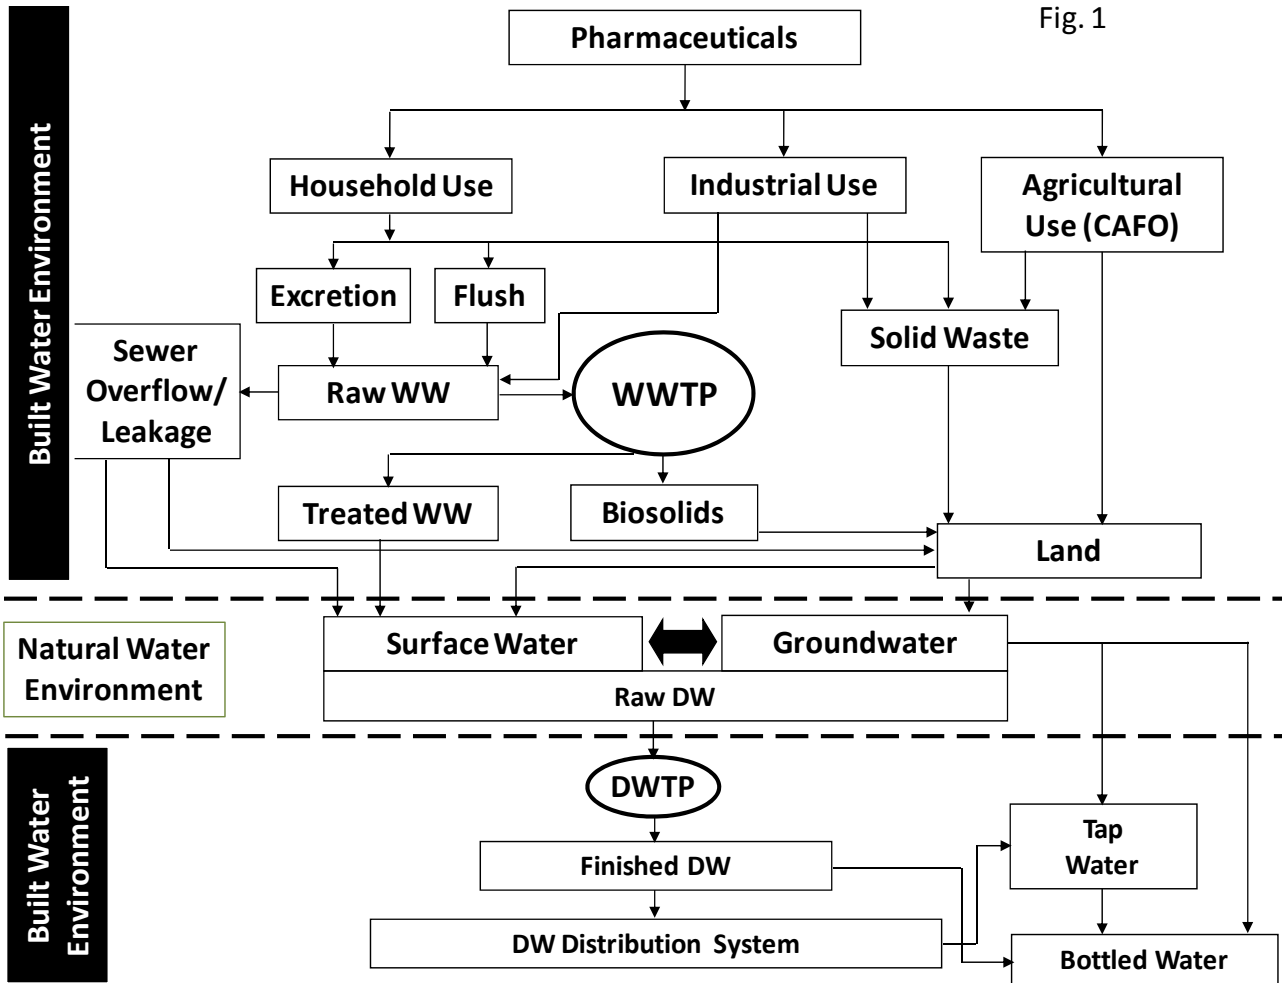 Fig. 1
Pharmaceuticals
Built Water Environment
Household Use
Industrial Use
Agricultural
Use (CAFO)
Excretion
Flush
Solid Waste
Sewer
Overflow/
Leakage
Raw WW
WWTP
Treated WW
Biosolids
Land
Natural Water
Environment
Surface Water
Groundwater
Raw DW
Built Water
Environment
DWTP
Tap
Water
Finished DW
DW Distribution System
Bottled Water